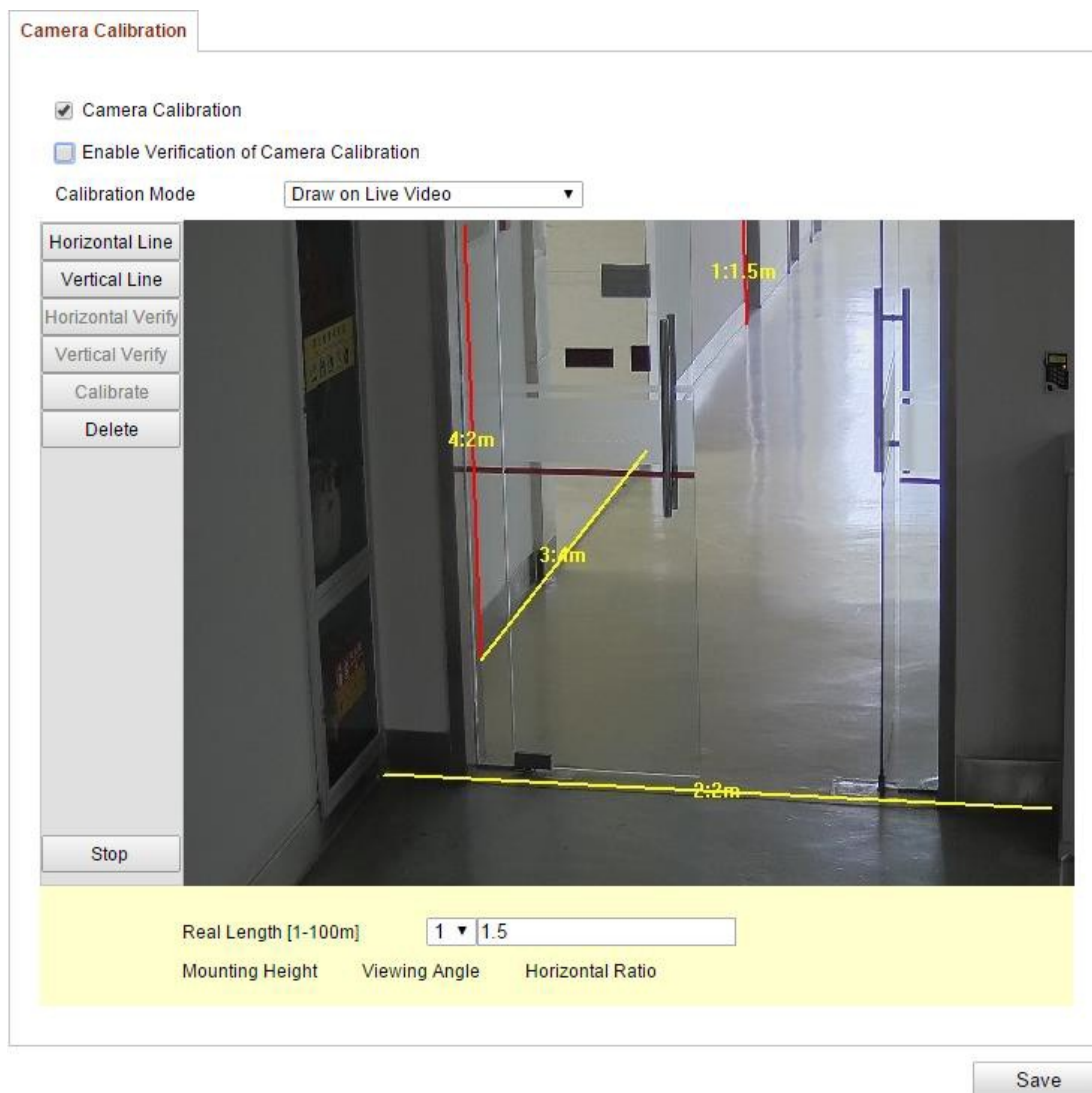 Camera Calibration
Camera Calibration
Enable Verification of Camera Calibration
Calibration Mode Draw on Live Video
Horizontal Line
Vertical Line
Horizontal Verify
Vertical Verify
Calibrate
Delete
1:1.5m
4:2m
3:4m
2:2m
Stop
Real Length [1-100m] 1 1.5
Mounting Height Viewing Angle Horizontal Ratio
Save